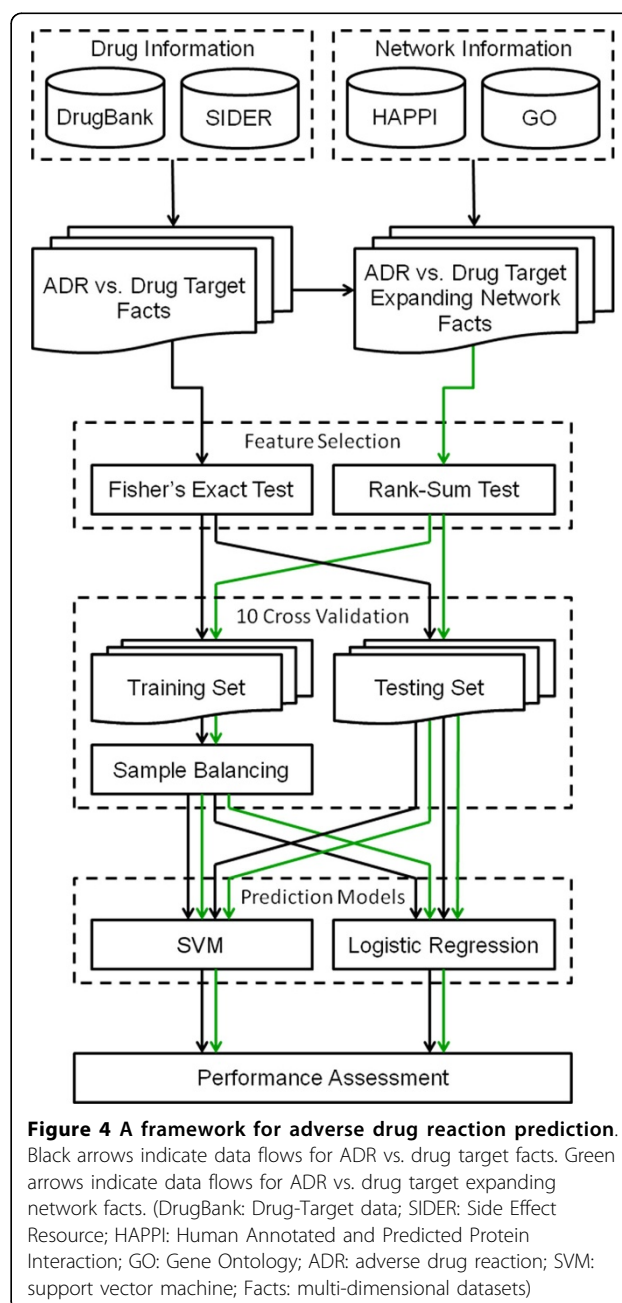 Drug Information
Network Information
DrugBank
SIDER
HAPPI
GO
ADR vs. Drug Target
Facts
ADR vs. Drug Target
Expanding Network
Facts
Feature Selection
Fisher's Exact Test
Rank-Sum Test
10 Cross Validation
Training Set
Testing Set
Sample Balancing
Prediction Models
SVM
Logistic Regression
Performance Assessment
Figure 4 A framework for adverse drug reaction prediction.
Black arrows indicate data flows for ADR vs. drug target facts. Green
arrows indicate data flows for ADR vs. drug target expanding
network facts. (DrugBank: Drug-Target data; SIDER: Side Effect
Resource; HAPPI: Human Annotated and Predicted Protein
Interaction; GO: Gene Ontology; ADR: adverse drug reaction; SVM:
support vector machine; Facts: multi-dimensional datasets)